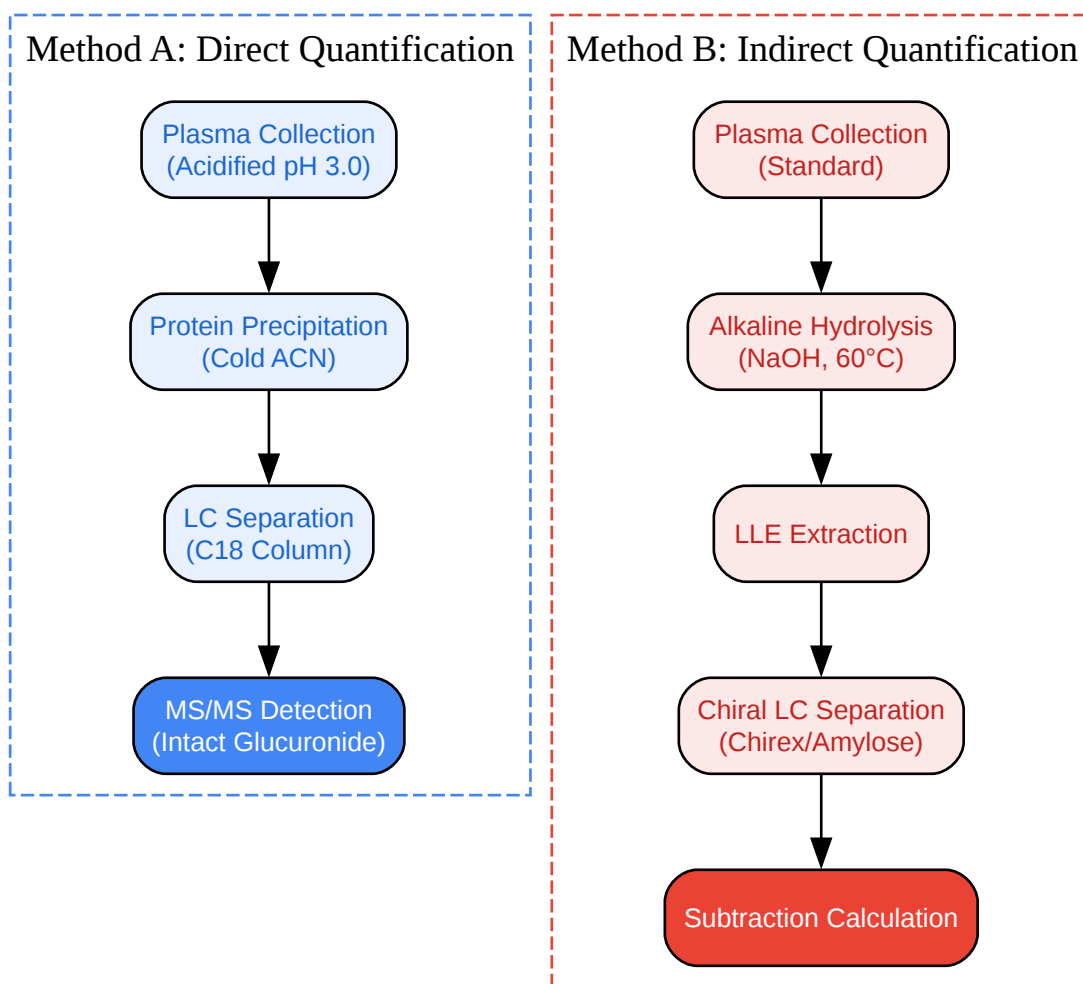 Method A: Direct Quantification
Plasma Collection
(Acidified pH 3.0)
Protein Precipitation
(Cold ACN)
LC Separation
(C18 Column)
MS/MS Detection
(Intact Glucuronide)
Method B: Indirect Quantification
Plasma Collection
(Standard)
Alkaline Hydrolysis
(NaOH, 60°C)
LLE Extraction
Chiral LC Separation
(Chirex/Amylose)
Subtraction Calculation